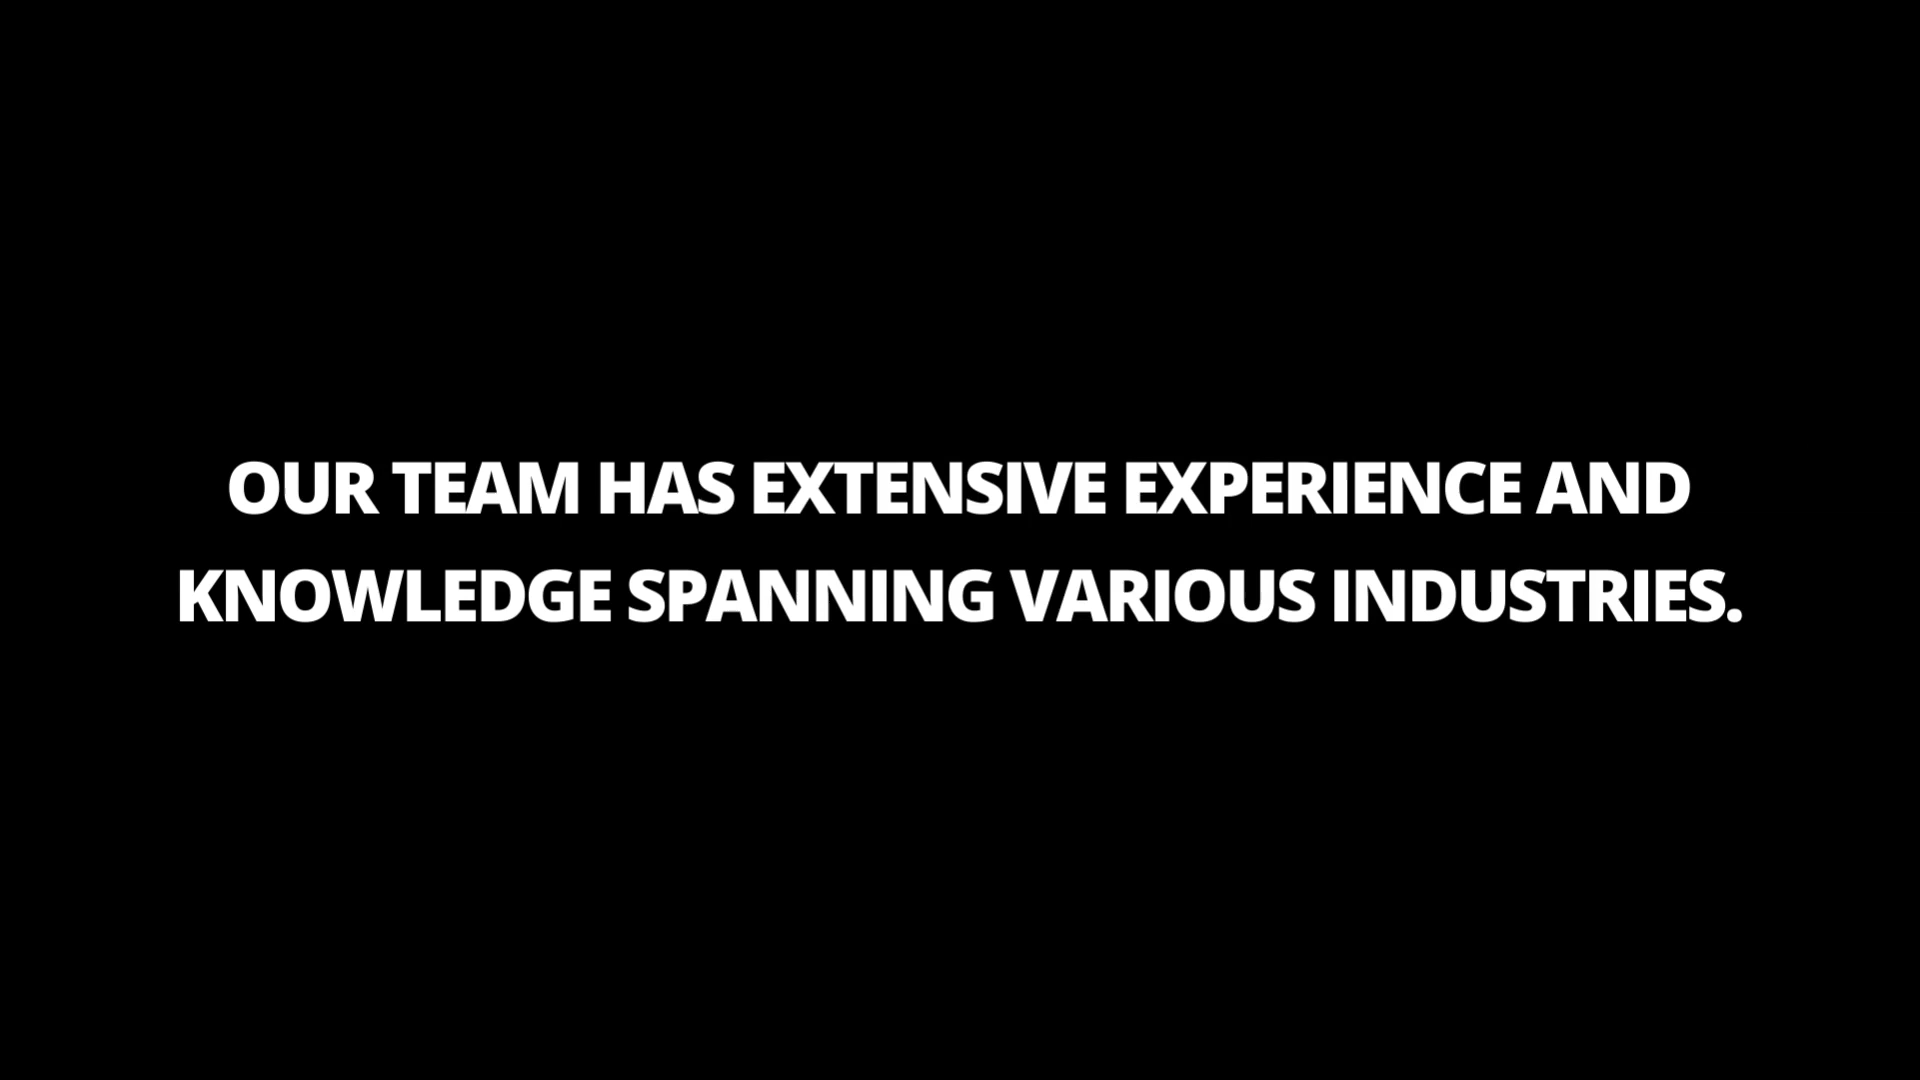 OUR TEAM HAS EXTENSIVE EXPERIENCE AND
KNOWLEDGE SPANNING VARIOUS INDUSTRIES.